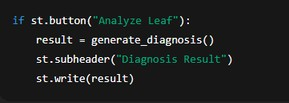 if st.button("Analyze Leaf"):
    result = generate_diagnosis()
    st.subheader("Diagnosis Result")
    st.write(result)